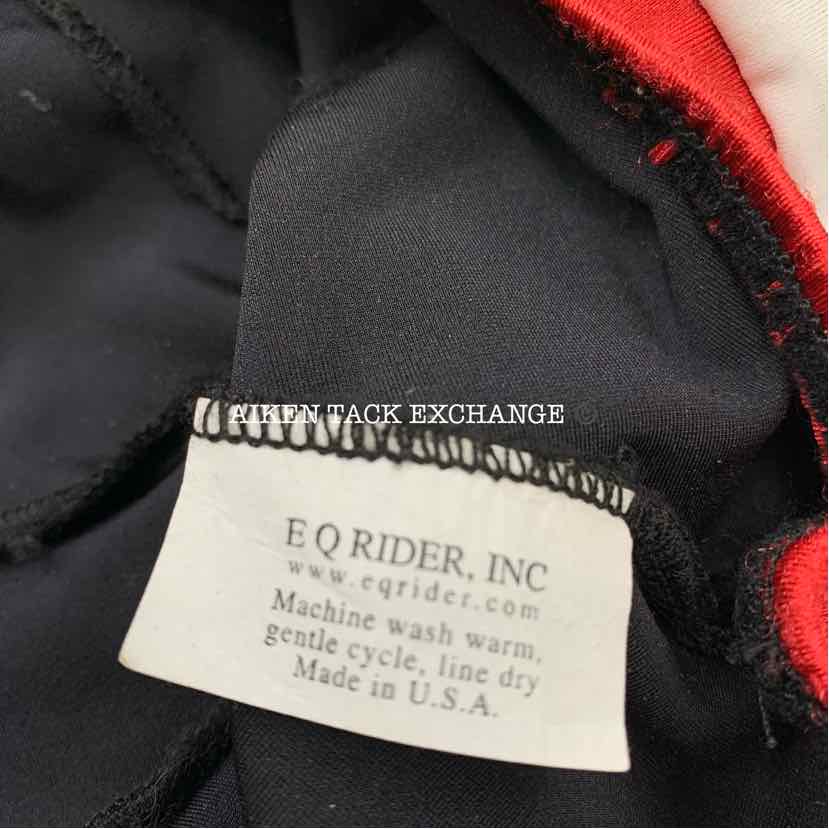 AIKEN TACK EXCHANGE ©
E Q RIDER, INC
www.eqrider.com
Machine wash warm,
gentle cycle, line dry
Made in U.S.A.